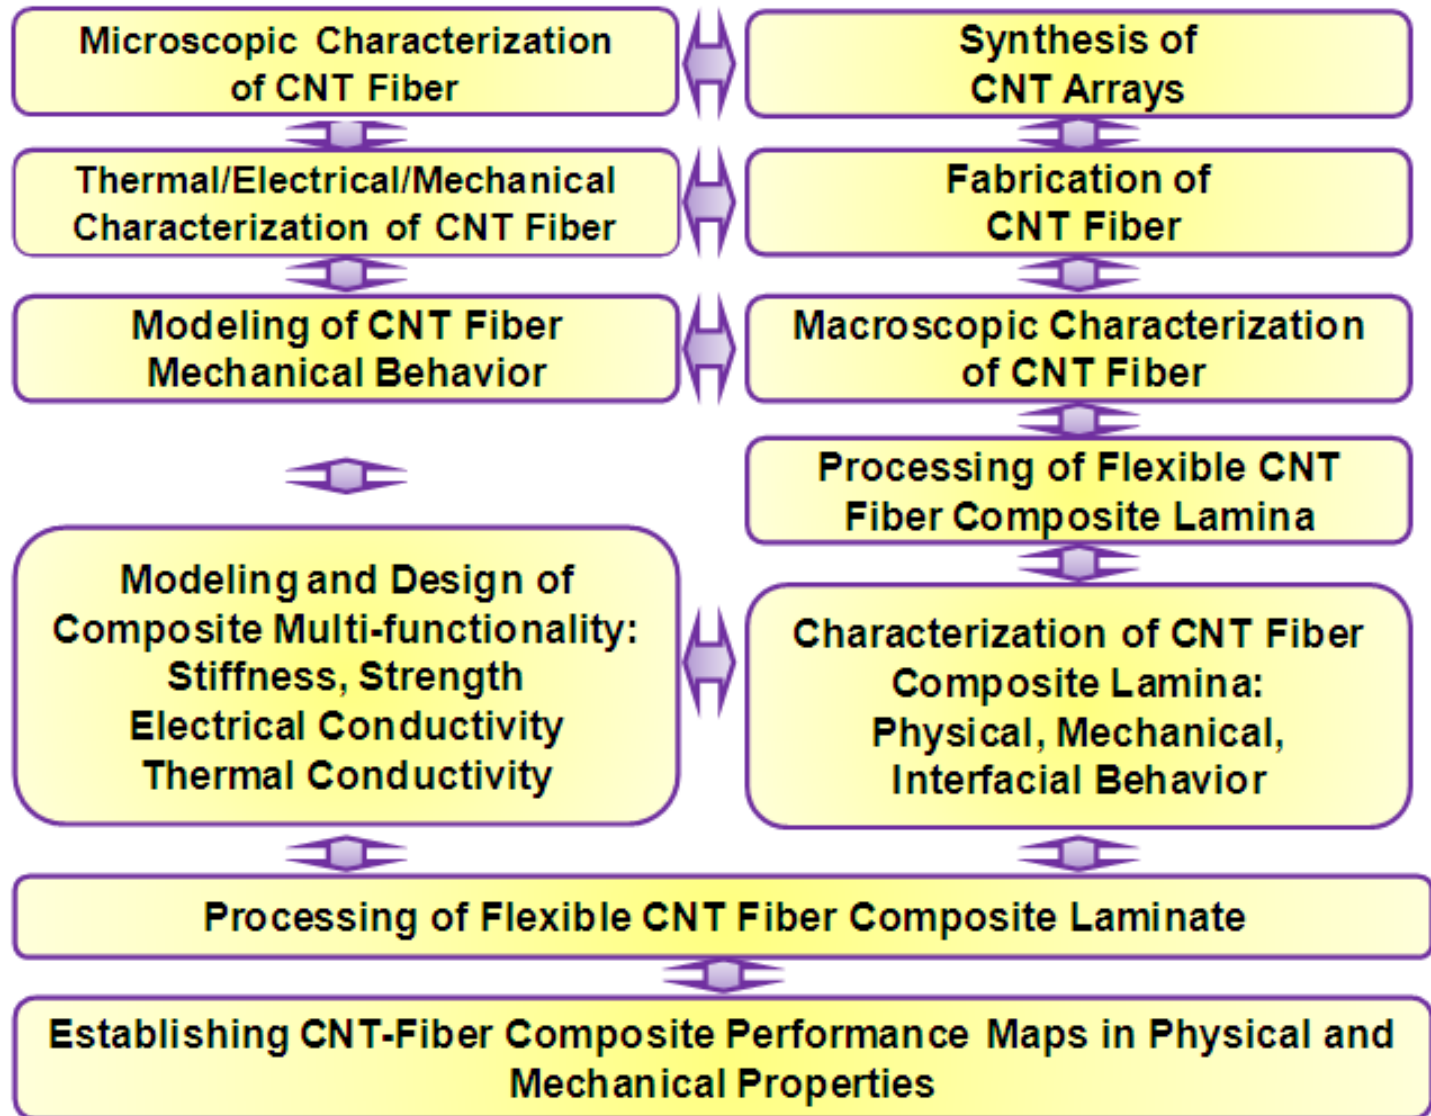 Microscopic Characterization
of CNT Fiber
Synthesis of
CNT Arrays
Thermal/Electrical/Mechanical
Characterization of CNT Fiber
Fabrication of
CNT Fiber
Modeling of CNT Fiber
Mechanical Behavior
Macroscopic Characterization
of CNT Fiber
Processing of Flexible CNT
Fiber Composite Lamina
Modeling and Design of
Composite Multi-functionality:
Stiffness, Strength
Electrical Conductivity
Thermal Conductivity
Characterization of CNT Fiber
Composite Lamina:
Physical, Mechanical,
Interfacial Behavior
Processing of Flexible CNT Fiber Composite Laminate
Establishing CNT-Fiber Composite Performance Maps in Physical and
Mechanical Properties